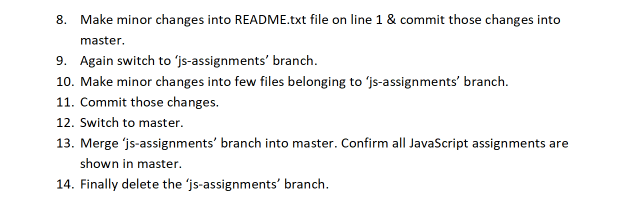 8. Make minor changes into README.txt file on line 1 & commit those changes into
master.
9. Again switch to ‘js-assignments’ branch.
10. Make minor changes into few files belonging to ‘js-assignments’ branch.
11. Commit those changes.
12. Switch to master.
13. Merge ‘js-assignments’ branch into master. Confirm all JavaScript assignments are
shown in master.
14. Finally delete the ‘js-assignments’ branch.